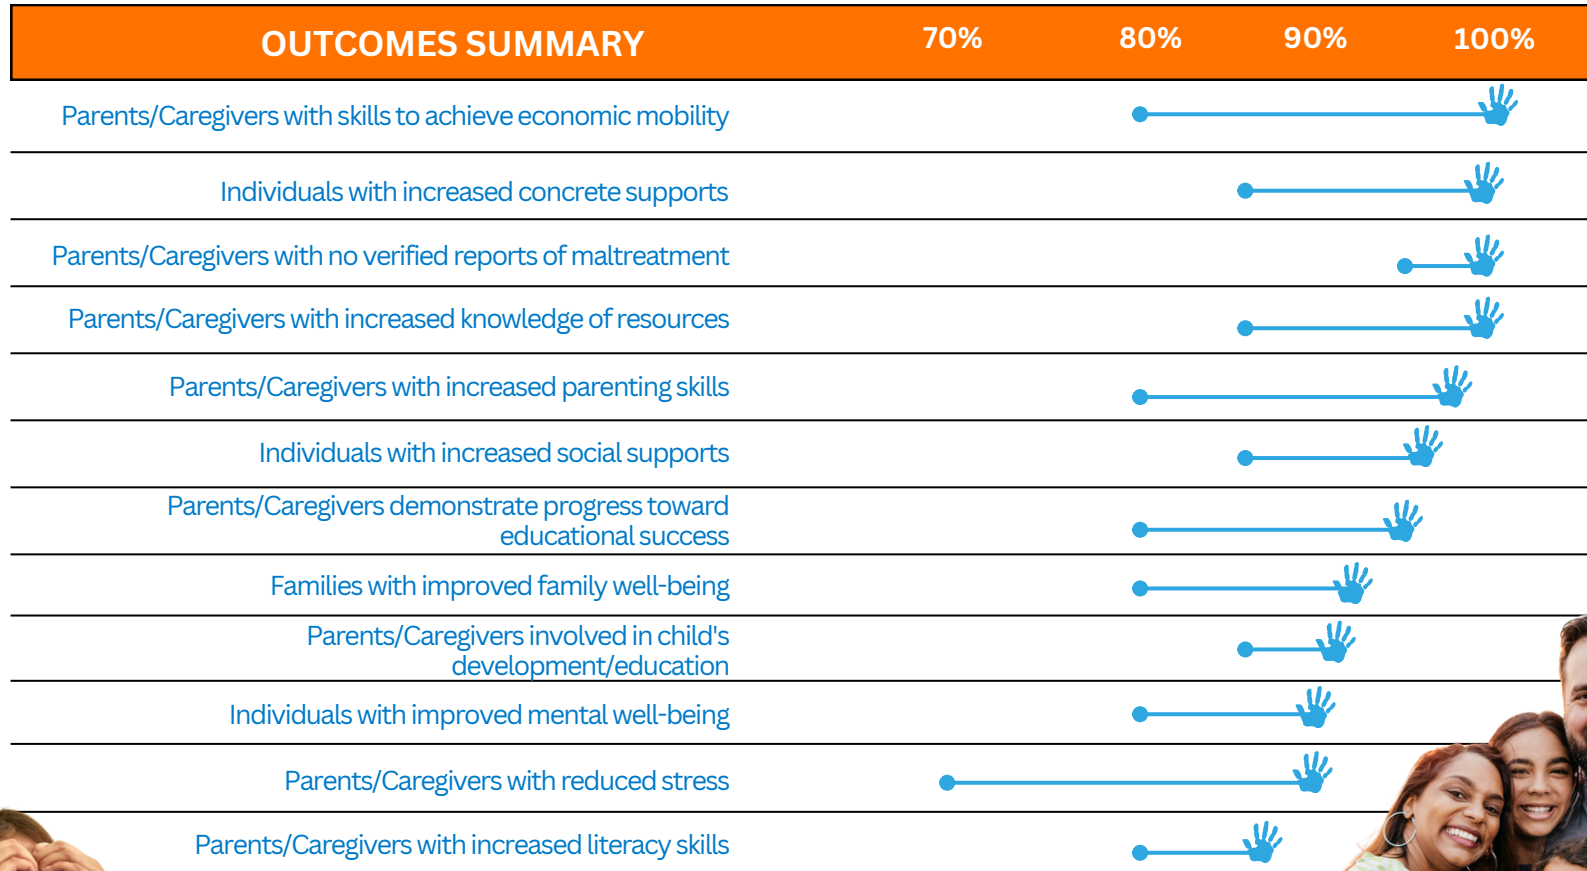 OUTCOMES SUMMARY 70% 80% 90% 100%
Parents/Caregivers with skills to achieve economic mobility
Individuals with increased concrete supports
Parents/Caregivers with no verified reports of maltreatment
Parents/Caregivers with increased knowledge of resources
Parents/Caregivers with increased parenting skills
Individuals with increased social supports
Parents/Caregivers demonstrate progress toward
educational success
Families with improved family well-being
Parents/Caregivers involved in child's
development/education
Individuals with improved mental well-being
Parents/Caregivers with reduced stress
Parents/Caregivers with increased literacy skills